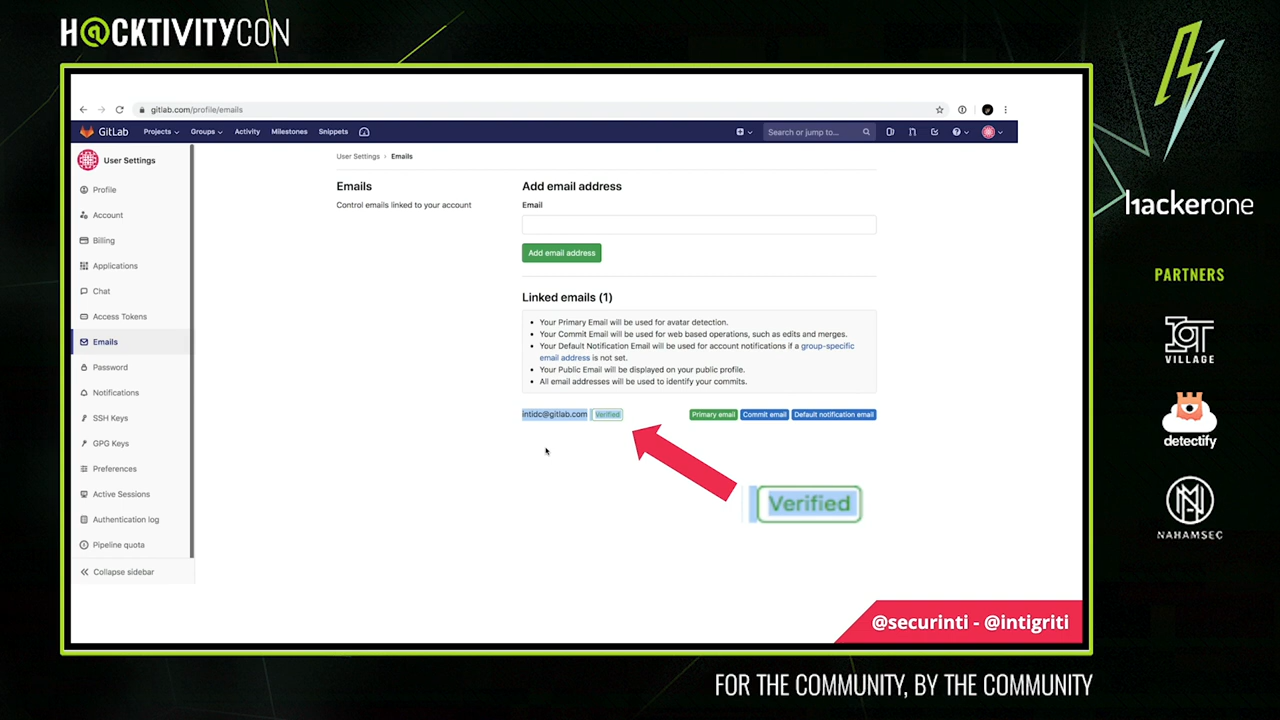 H@CKTIVITYCON
gitlab.com/profile/emails
GitLab Projects Groups Activity Milestones Snippets Search or jump to...
User Settings
Profile
Account
Billing
Applications
Chat
Access Tokens
Emails
Password
Notifications
SSH Keys
GPG Keys
Preferences
Active Sessions
Authentication log
Pipeline quota
Collapse sidebar
User Settings › Emails
Emails
Control emails linked to your account
Add email address
Email
Add email address
Linked emails (1)
• Your Primary Email will be used for avatar detection.
• Your Commit Email will be used for web based operations, such as edits and merges.
• Your Default Notification Email will be used for account notifications if a group-specific
email address is not set.
• Your Public Email will be displayed on your public profile.
• All email addresses will be used to identify your commits.
intidc@gitlab.com Verified Primary email Commit email Default notification email
Verified
@securinti - @intigriti
hackerone
PARTNERS
IOT
VILLAGE
detectify
NAHAMSEC
FOR THE COMMUNITY, BY THE COMMUNITY